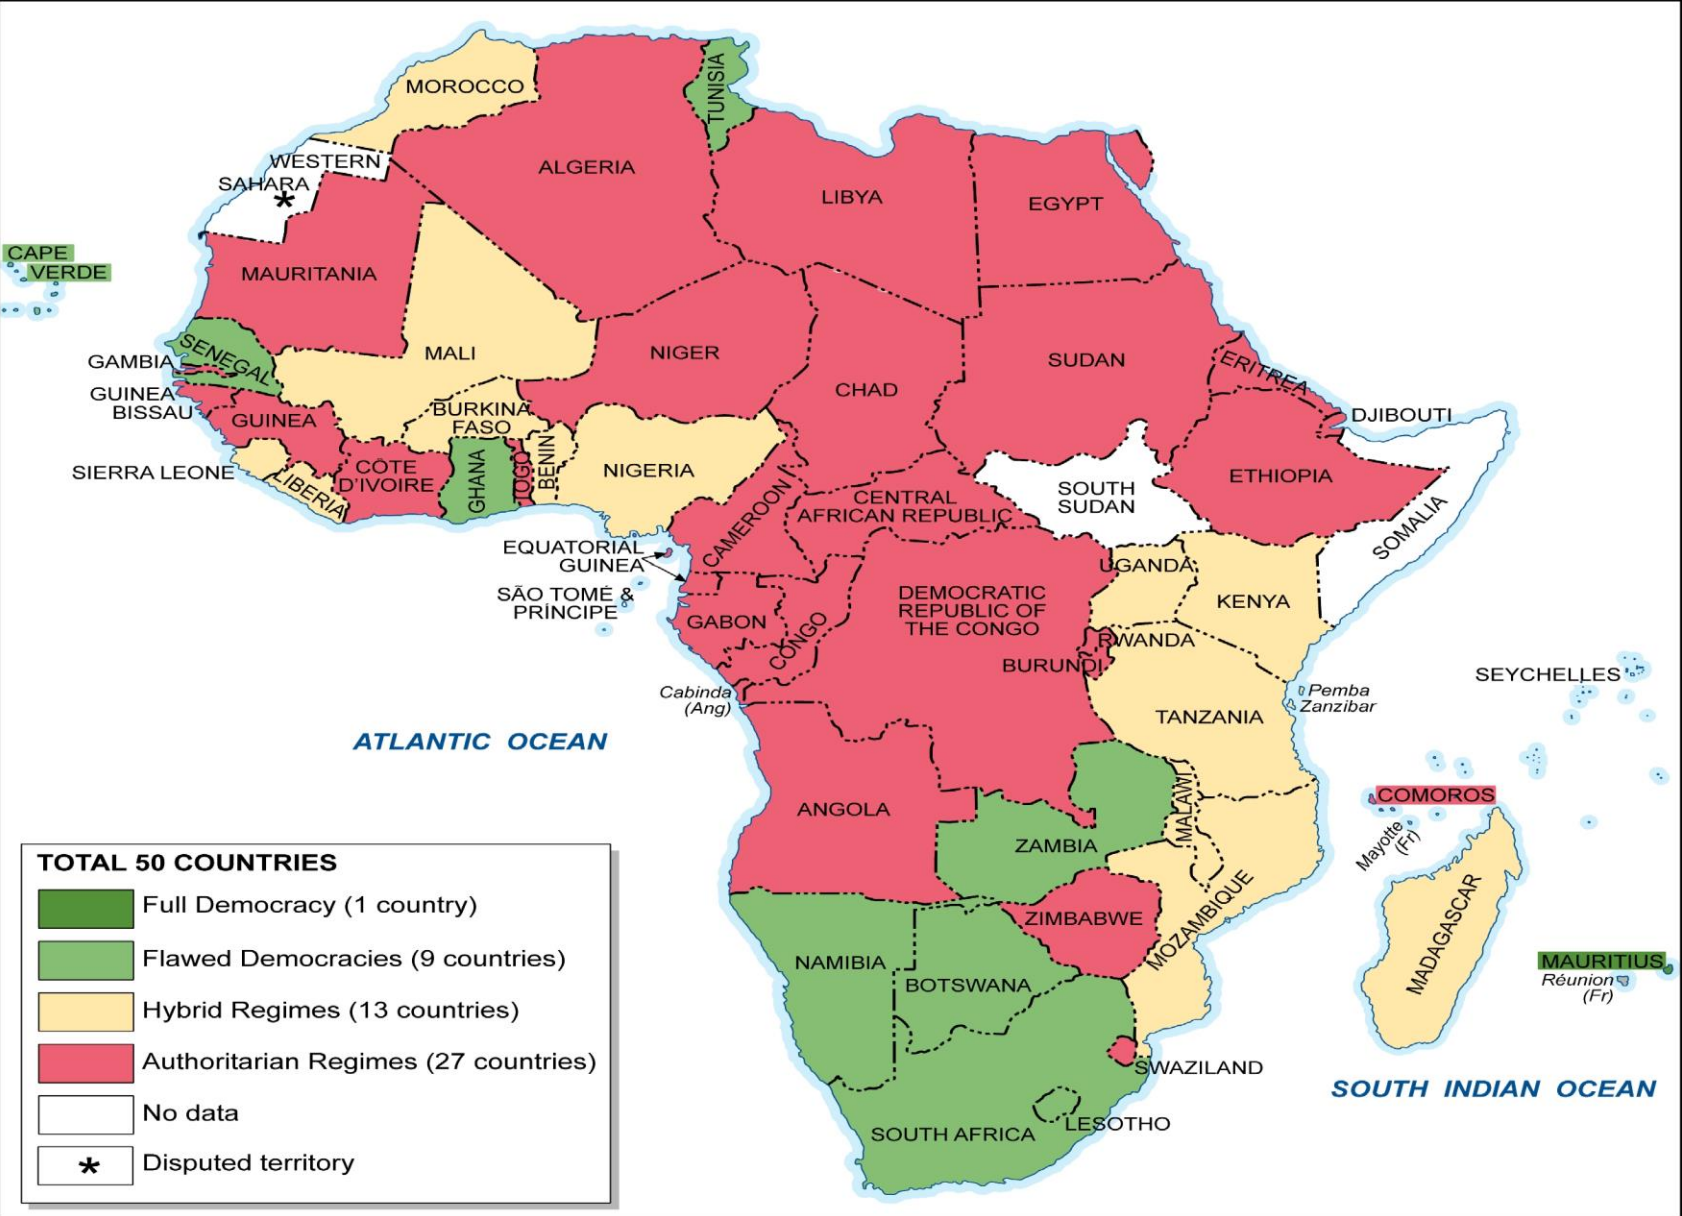 MOROCCO
TUNISIA
ALGERIA
LIBYA
EGYPT
WESTERN
SAHARA
*
MAURITANIA
CAPE
VERDE
SENEGAL
GAMBIA
GUINEA
BISSAU
GUINEA
SIERRA LEONE
LIBERIA
MALI
BURKINA
FASO
CÔTE
D'IVOIRE
GHANA
TOGO
BENIN
NIGER
NIGERIA
CHAD
SUDAN
ERITREA
DJIBOUTI
ETHIOPIA
SOMALIA
SOUTH
SUDAN
CENTRAL
AFRICAN REPUBLIC
CAMEROON
EQUATORIAL
GUINEA
SÃO TOMÉ &
PRÍNCIPE
GABON
CONGO
DEMOCRATIC
REPUBLIC OF
THE CONGO
UGANDA
KENYA
RWANDA
BURUNDI
TANZANIA
Pemba
Zanzibar
SEYCHELLES
Cabinda
(Ang)
ATLANTIC OCEAN
ANGOLA
ZAMBIA
MALAWI
MOZAMBIQUE
COMOROS
Mayotte
(Fr)
MADAGASCAR
MAURITIUS
Réunion
(Fr)
ZIMBABWE
NAMIBIA
BOTSWANA
SWAZILAND
LESOTHO
SOUTH AFRICA
SOUTH INDIAN OCEAN
TOTAL 50 COUNTRIES
Full Democracy (1 country)
Flawed Democracies (9 countries)
Hybrid Regimes (13 countries)
Authoritarian Regimes (27 countries)
No data
* Disputed territory